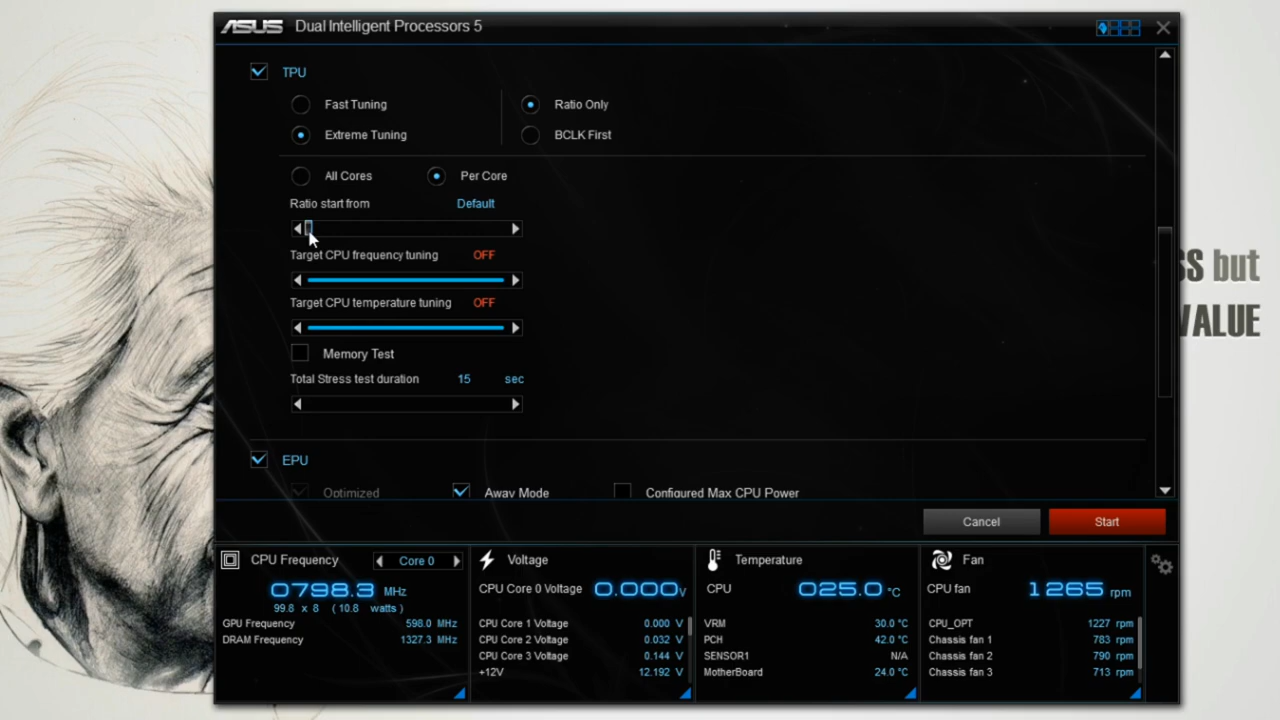 ASUS Dual Intelligent Processors 5
TPU
Fast Tuning Ratio Only
Extreme Tuning BCLK First
All Cores Per Core
Ratio start from Default
Target CPU frequency tuning OFF
Target CPU temperature tuning OFF
Memory Test
Total Stress test duration 15 sec
EPU
Optimized Away Mode Configured Max CPU Power
Cancel Start
SS but
VALUE
CPU Frequency Core 0
0798.3 MHz
99.8 x 8 (10.8 watts)
GPU Frequency 598.0 MHz
DRAM Frequency 1327.3 MHz
Voltage
CPU Core 0 Voltage 0.000 V
CPU Core 1 Voltage 0.000 V
CPU Core 2 Voltage 0.032 V
CPU Core 3 Voltage 0.144 V
+12V 12.192 V
Temperature
CPU 025.0 °C
VRM 30.0 °C
PCH 42.0 °C
SENSOR1 N/A
MotherBoard 24.0 °C
Fan
CPU fan 1265 rpm
CPU_OPT 1227 rpm
Chassis fan 1 783 rpm
Chassis fan 2 790 rpm
Chassis fan 3 713 rpm